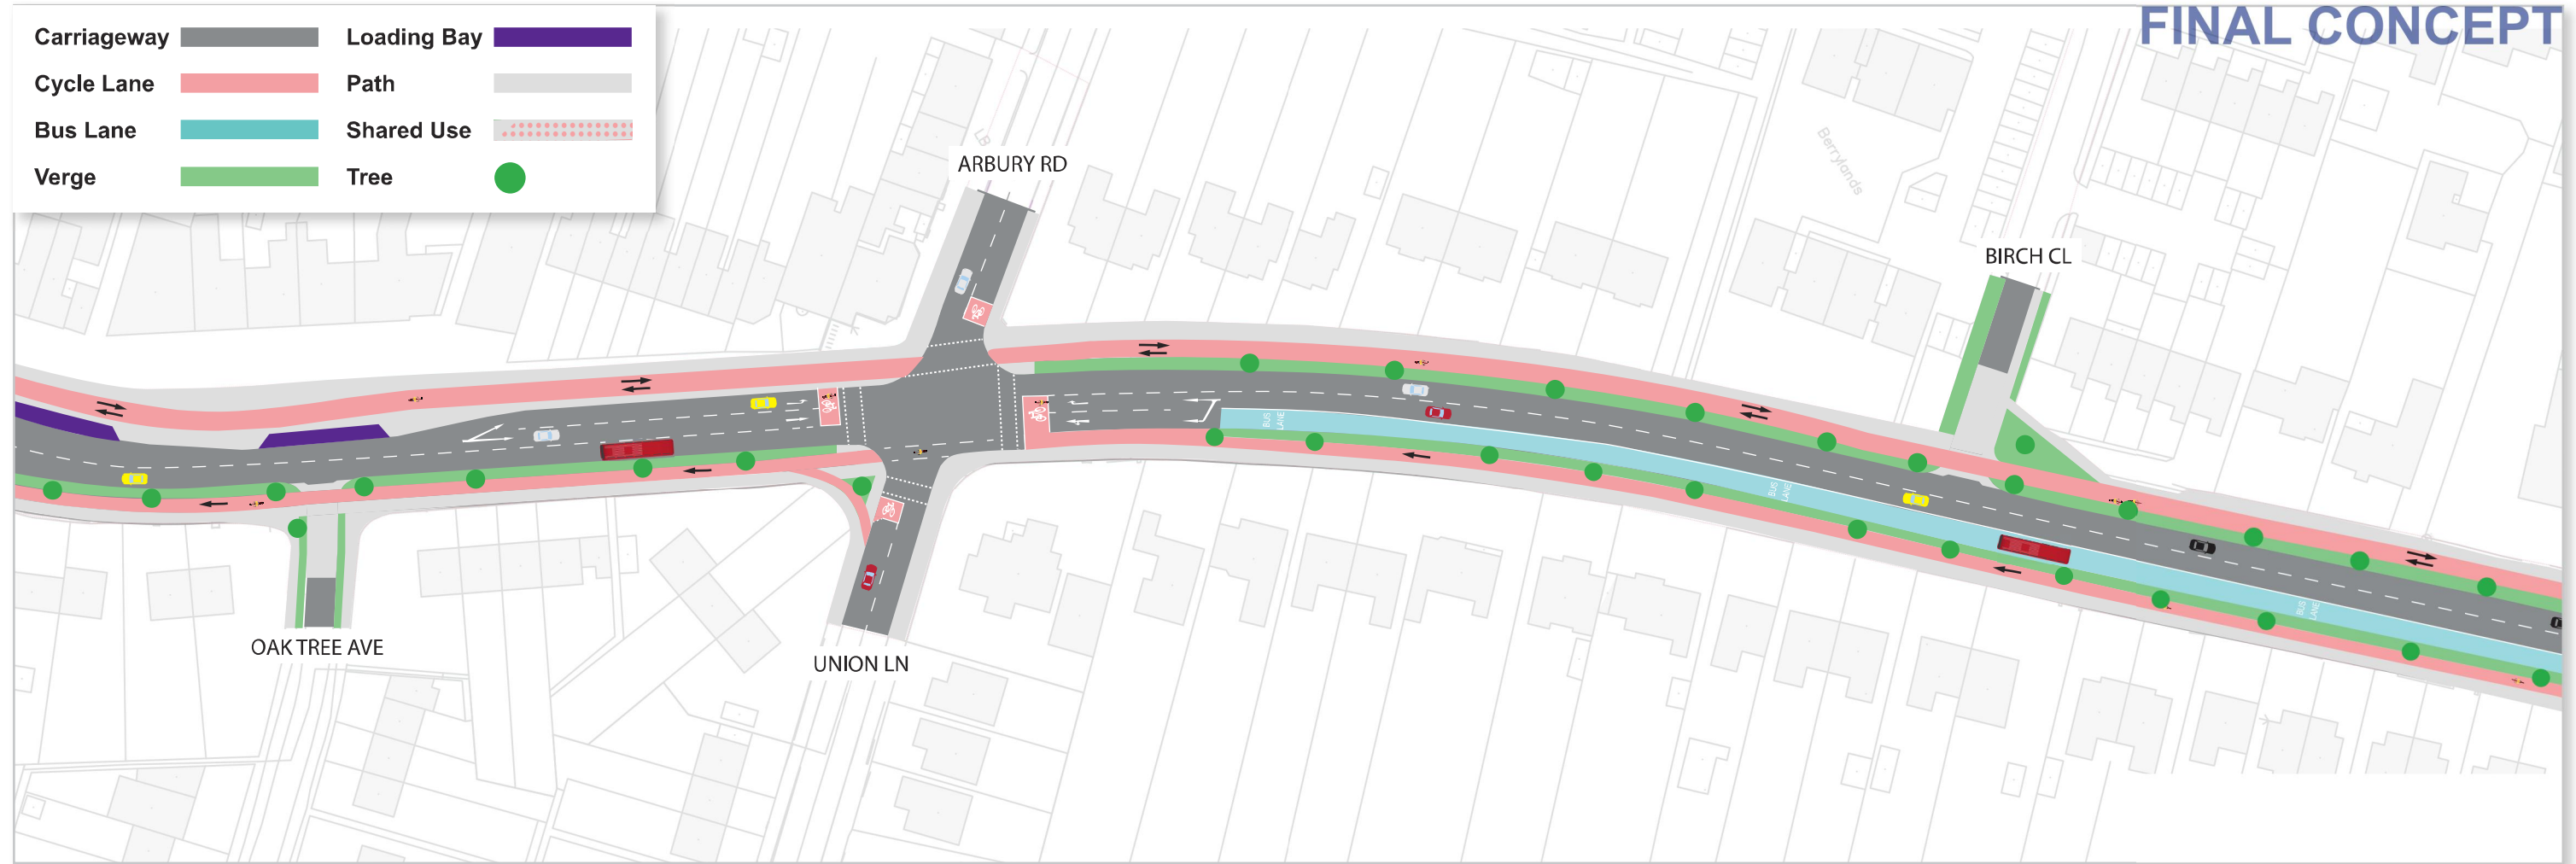 FINAL CONCEPT
Carriageway
Loading Bay
Cycle Lane
Path
Bus Lane
Shared Use
Verge
Tree
LB
ARBURY RD
Berrylands
BIRCH CL
BUS
LANE
BUS
LANE
BUS
LANE
OAK TREE AVE
UNION LN